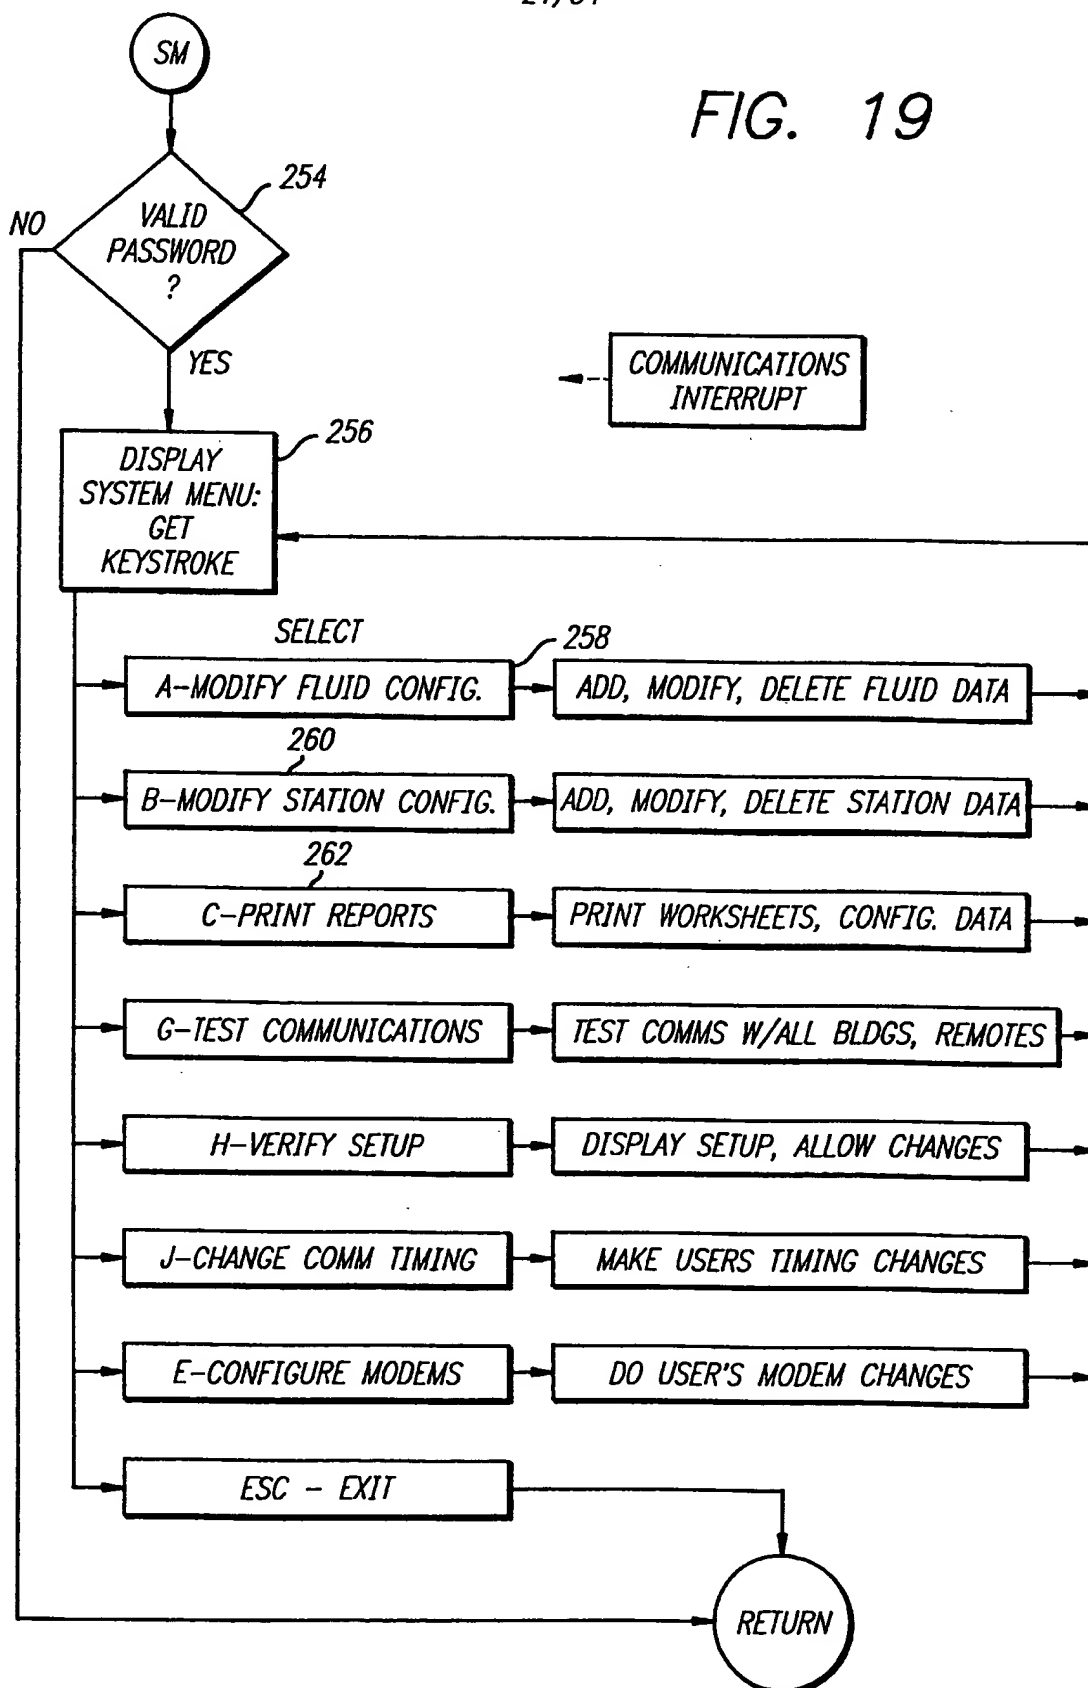 SM
FIG. 19
254
NO
VALID
PASSWORD
?
YES
COMMUNICATIONS
INTERRUPT
256
DISPLAY
SYSTEM MENU:
GET
KEYSTROKE
SELECT
258
A-MODIFY FLUID CONFIG.
ADD, MODIFY, DELETE FLUID DATA
260
B-MODIFY STATION CONFIG.
ADD, MODIFY, DELETE STATION DATA
262
C-PRINT REPORTS
PRINT WORKSHEETS, CONFIG. DATA
G-TEST COMMUNICATIONS
TEST COMMS W/ALL BLDGS, REMOTES
H-VERIFY SETUP
DISPLAY SETUP, ALLOW CHANGES
J-CHANGE COMM TIMING
MAKE USERS TIMING CHANGES
E-CONFIGURE MODEMS
DO USER'S MODEM CHANGES
ESC - EXIT
RETURN